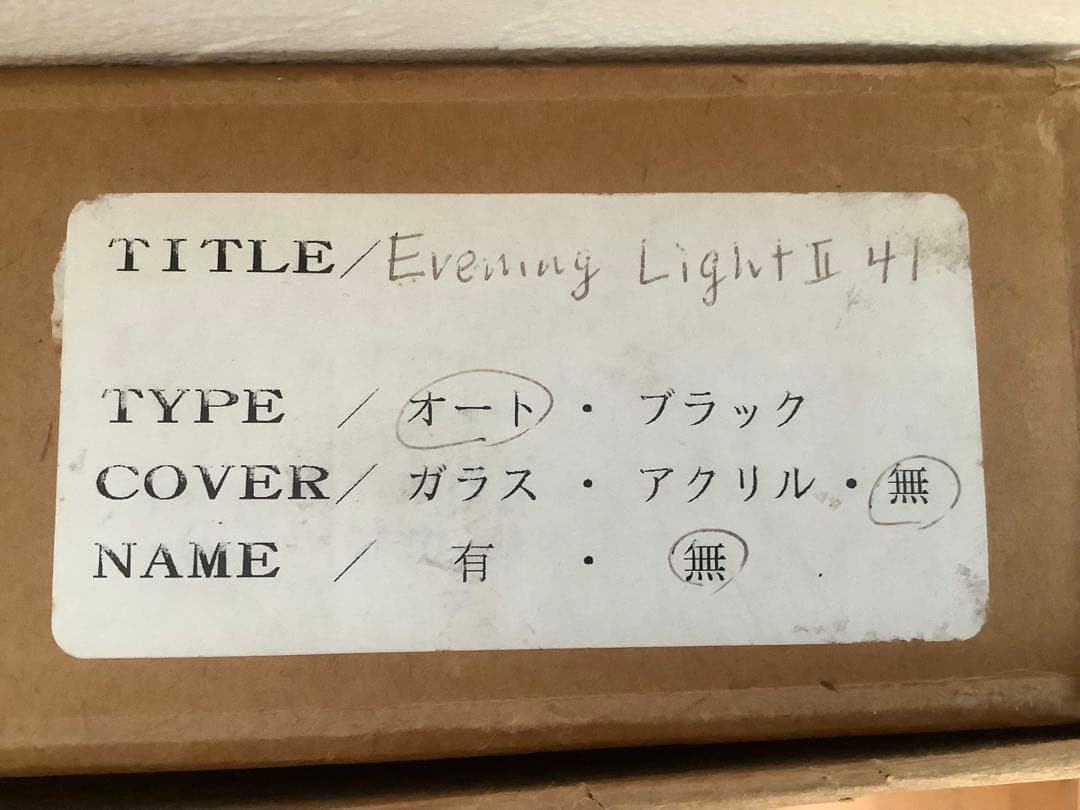 TITLE/Evening Light II 41
TYPE / オート ・ ブラック
COVER/ ガラス ・ アクリル・無
NAME / 有 ・ 無